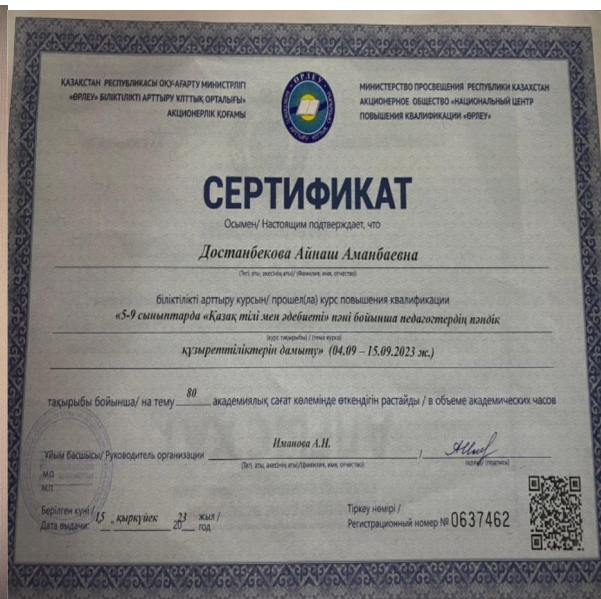 ҚАЗАҚСТАН РЕСПУБЛИКАСЫ ОҚУ-АҒАРТУ МИНИСТРЛІГІ
«ӨРЛЕУ» БІЛІКТІЛІКТІ АРТТЫРУ ҰЛТТЫҚ ОРТАЛЫҒЫ»
АКЦИОНЕРЛІК ҚОҒАМЫ
ӨРЛЕУ
МИНИСТЕРСТВО ПРОСВЕЩЕНИЯ РЕСПУБЛИКИ КАЗАХСТАН
АКЦИОНЕРНОЕ ОБЩЕСТВО «НАЦИОНАЛЬНЫЙ ЦЕНТР
ПОВЫШЕНИЯ КВАЛИФИКАЦИИ «ӨРЛЕУ»
СЕРТИФИКАТ
Осымен/ Настоящим подтверждает, что
Достанбекова Айнаш Аманбаевна
(Тегі, аты, әкесінің аты)/ (Фамилия, имя, отчество)
біліктілікті арттыру курсын/ прошел(ла) курс повышения квалификации
«5-9 сыныптарда «Қазақ тілі мен әдебиеті» пәні бойынша педагогтердің пәндік
(курс тақырыбы) / (тема курса)
құзыреттіліктерін дамыту» (04.09 – 15.09.2023 ж.)
тақырыбы бойынша/ на тему 80 академиялық сағат көлемінде өткендігін растайды / в объеме академических часов
Ұйым басшысы/ Руководитель организации Иманова А.Н. /
(Тегі, аты, әкесінің аты)/(фамилия, имя, отчество)
қолы/ (подпись)
М.О
М.П
Берілген күні / 15 „ қыркүйек 2023 жыл /
Дата выдачи: год
Тіркеу нөмірі /
Регистрационный номер № 0637462